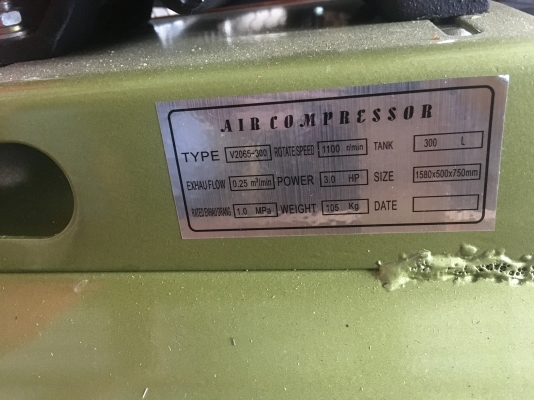 AIR COMPRESSOR
TYPE V2065-300 ROTATE SPEED 1100 r/min TANK 300 L
EXHAU FLOW 0.25 m³/min POWER 3.0 HP SIZE 1580x500x750mm
1.0 MPa WEIGHT 105 Kg DATE